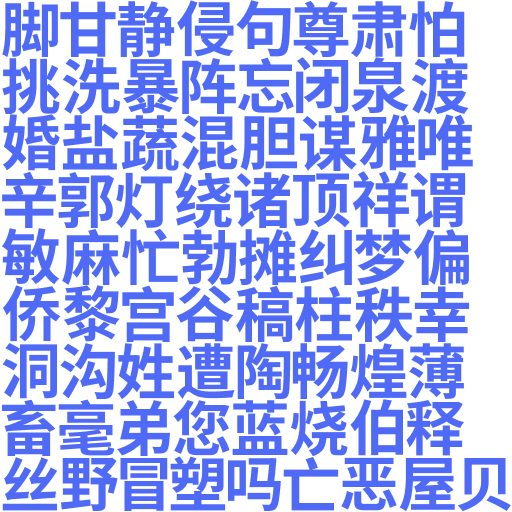 脚甘静侵句尊肃怕
挑洗暴阵忘闭泉渡
婚盐蔬混胆谋雅唯
辛郭灯绕诸顶祥谓
敏麻忙勃摊纠梦偏
侨黎宫谷稿柱秩幸
洞沟姓遭陶畅煌薄
畜毫弟您蓝烧伯释
丝野冒塑吗亡恶屋贝